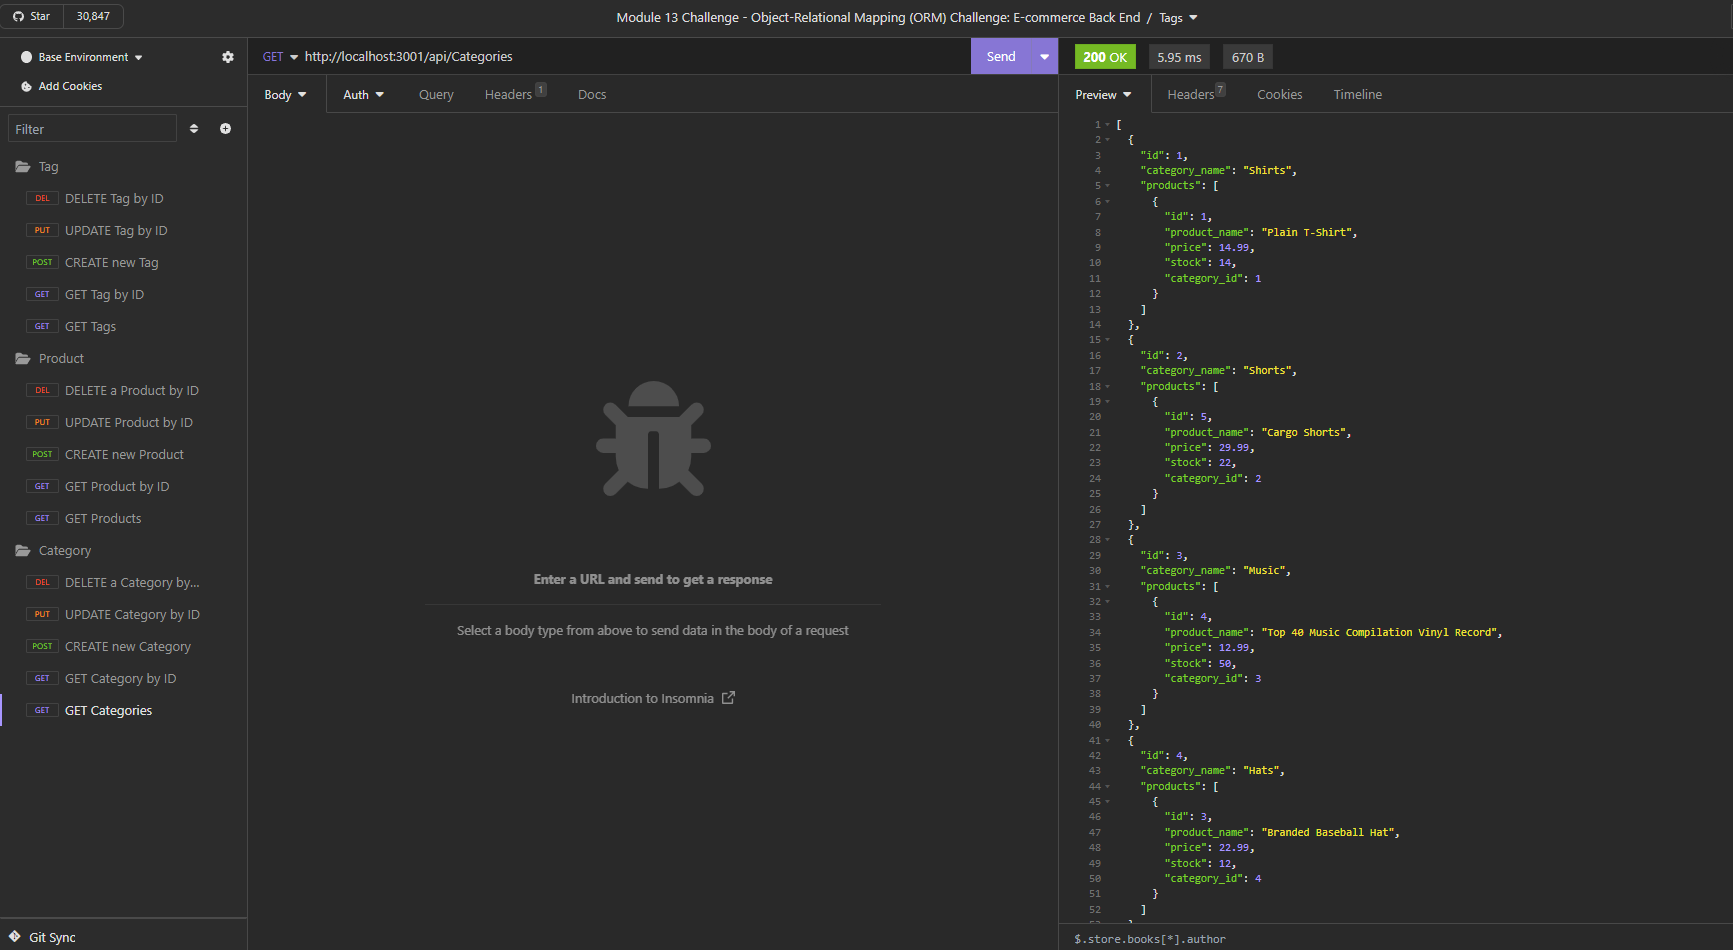 Star 30,847
Module 13 Challenge - Object-Relational Mapping (ORM) Challenge: E-commerce Back End / Tags
Base Environment
Add Cookies
Filter
Tag
DEL DELETE Tag by ID
PUT UPDATE Tag by ID
POST CREATE new Tag
GET GET Tag by ID
GET GET Tags
Product
DEL DELETE a Product by ID
PUT UPDATE Product by ID
POST CREATE new Product
GET GET Product by ID
GET GET Products
Category
DEL DELETE a Category by...
PUT UPDATE Category by ID
POST CREATE new Category
GET GET Category by ID
GET GET Categories
Git Sync
GET http://localhost:3001/api/Categories Send
Body Auth Query Headers 1 Docs
Enter a URL and send to get a response
Select a body type from above to send data in the body of a request
Introduction to Insomnia
200 OK 5.95 ms 670 B
Preview Headers 7 Cookies Timeline
1 [
2 {
3 "id": 1,
4 "category_name": "Shirts",
5 "products": [
6 {
7 "id": 1,
8 "product_name": "Plain T-Shirt",
9 "price": 14.99,
10 "stock": 14,
11 "category_id": 1
12 }
13 ]
14 },
15 {
16 "id": 2,
17 "category_name": "Shorts",
18 "products": [
19 {
20 "id": 5,
21 "product_name": "Cargo Shorts",
22 "price": 29.99,
23 "stock": 22,
24 "category_id": 2
25 }
26 ]
27 },
28 {
29 "id": 3,
30 "category_name": "Music",
31 "products": [
32 {
33 "id": 4,
34 "product_name": "Top 40 Music Compilation Vinyl Record",
35 "price": 12.99,
36 "stock": 50,
37 "category_id": 3
38 }
39 ]
40 },
41 {
42 "id": 4,
43 "category_name": "Hats",
44 "products": [
45 {
46 "id": 3,
47 "product_name": "Branded Baseball Hat",
48 "price": 22.99,
49 "stock": 12,
50 "category_id": 4
51 }
52 ]
$.store.books[*].author